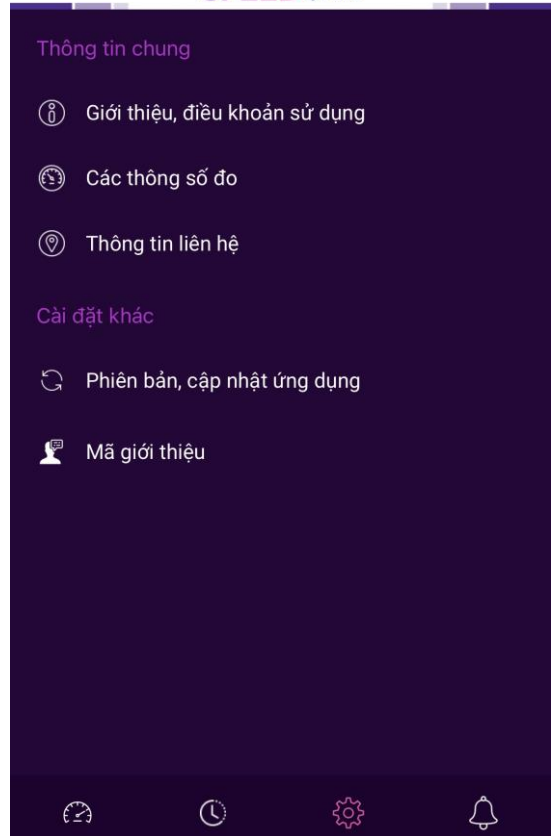 Thông tin chung
Giới thiệu, điều khoản sử dụng
Các thông số đo
Thông tin liên hệ
Cài đặt khác
Phiên bản, cập nhật ứng dụng
Mã giới thiệu